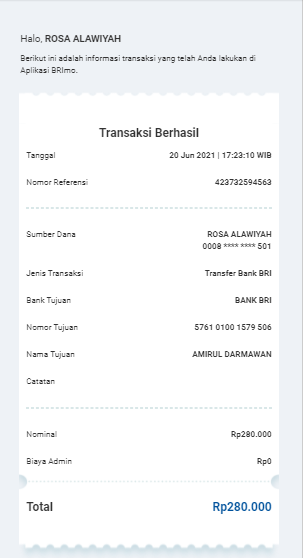 Halo, ROSA ALAWIYAH
Berikut ini adalah informasi transaksi yang telah Anda lakukan di
Aplikasi BRImo.
Transaksi Berhasil
Tanggal 20 Jun 2021 | 17:23:10 WIB
Nomor Referensi 423732594563
Sumber Dana ROSA ALAWIYAH
0008 **** **** 501
Jenis Transaksi Transfer Bank BRI
Bank Tujuan BANK BRI
Nomor Tujuan 5761 0100 1579 506
Nama Tujuan AMIRUL DARMAWAN
Catatan
Nominal Rp280.000
Biaya Admin Rp0
Total Rp280.000